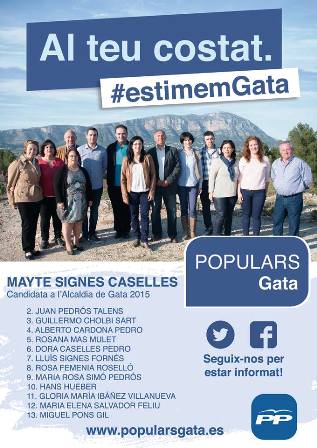 Al teu costat.
#estimemGata
POPULARS
Gata
MAYTE SIGNES CASELLES
Candidata a l'Alcaldia de Gata 2015
2. JUAN PEDRÓS TALENS
3. GUILLERMO CHOLBI SART
4. ALBERTO CARDONA PEDRO
5. ROSANA MAS MULET
6. DORA CASELLES PEDRO
7. LLUÍS SIGNES FORNÉS
8. ROSA FEMENIA ROSELLÓ
9. MARÍA ROSA SIMÓ PEDRÓS
10. HANS HUEBER
11. GLORIA MARÍA IBÁÑEZ VILLANUEVA
12. MARIA ELENA SALVADOR FELIU
13. MIGUEL PONS GIL
Seguix-nos per
estar informat!
www.popularsgata.es
PP